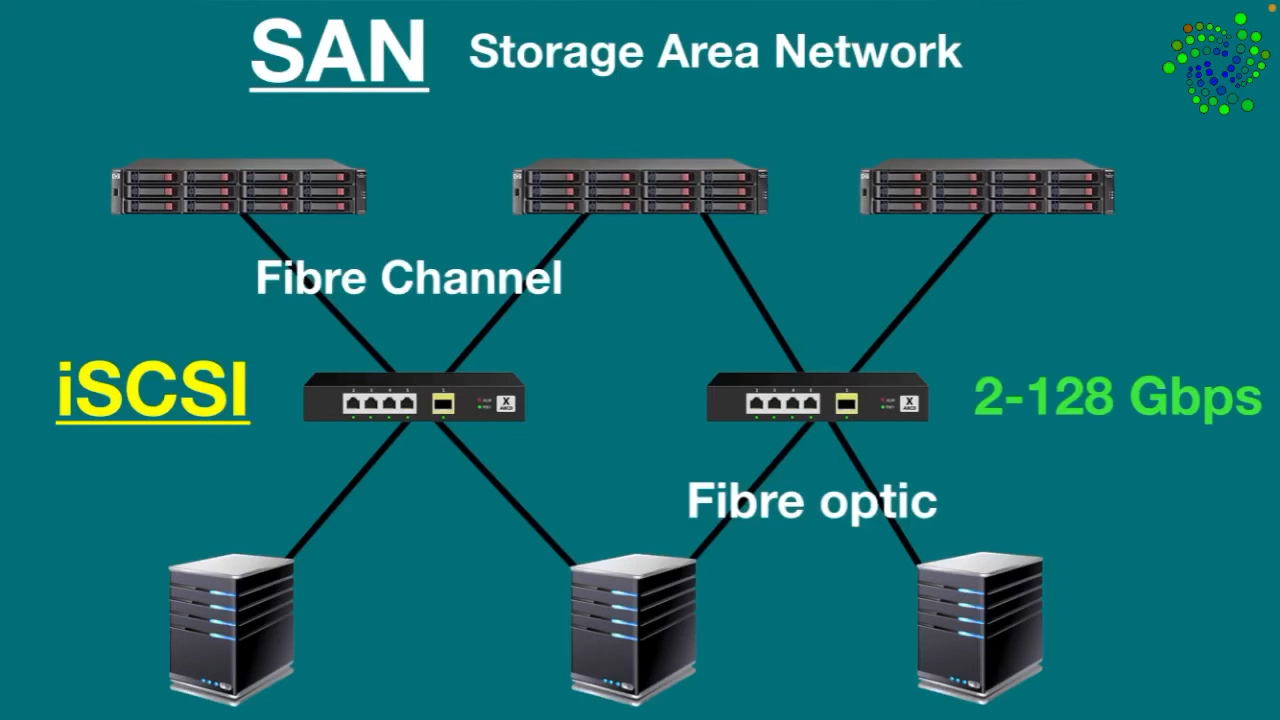 SAN Storage Area Network
Fibre Channel
iSCSI
2-128 Gbps
Fibre optic